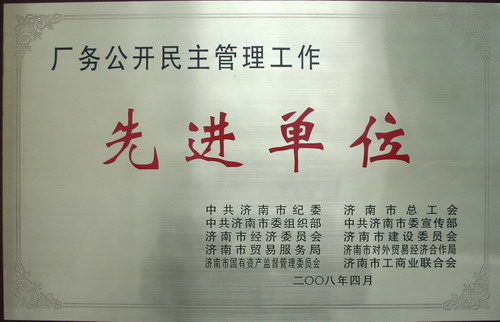 厂务公开民主管理工作
先进单位
中共济南市纪委 济南市总工会
中共济南市委组织部 中共济南市委宣传部
济南市经济委员会 济南市建设委员会
济南市贸易服务局 济南市对外贸易经济合作局
济南市国有资产监督管理委员会 济南市工商业联合会
二〇〇八年四月